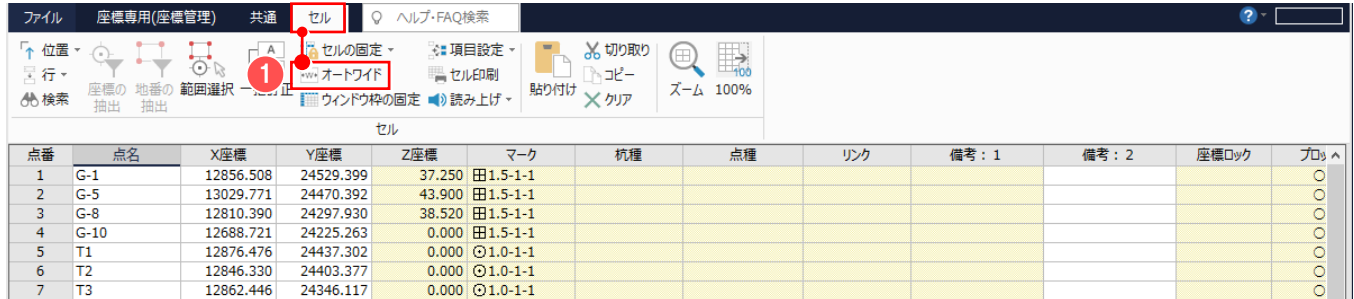 ファイル 座標専用(座標管理) 共通 セル ヘルプ・FAQ検索
位置 セルの固定 項目設定 切り取り
行 オートワイド セル印刷 コピー
検索 座標の抽出 地番の抽出 範囲選択 ウィンドウ枠の固定 読み上げ 貼り付け クリア ズーム 100%
1
セル
点番 点名 X座標 Y座標 Z座標 マーク 杭種 点種 リンク 備考：1 備考：2 座標ロック
1 G-1 12856.508 24529.399 37.250 田1.5-1-1 ○
2 G-5 13029.771 24470.392 43.900 田1.5-1-1 ○
3 G-8 12810.390 24297.930 38.520 田1.5-1-1 ○
4 G-10 12688.721 24225.263 0.000 田1.5-1-1 ○
5 T1 12876.476 24437.302 0.000 ⊙1.0-1-1 ○
6 T2 12846.330 24403.377 0.000 ⊙1.0-1-1 ○
7 T3 12862.446 24346.117 0.000 ⊙1.0-1-1 ○